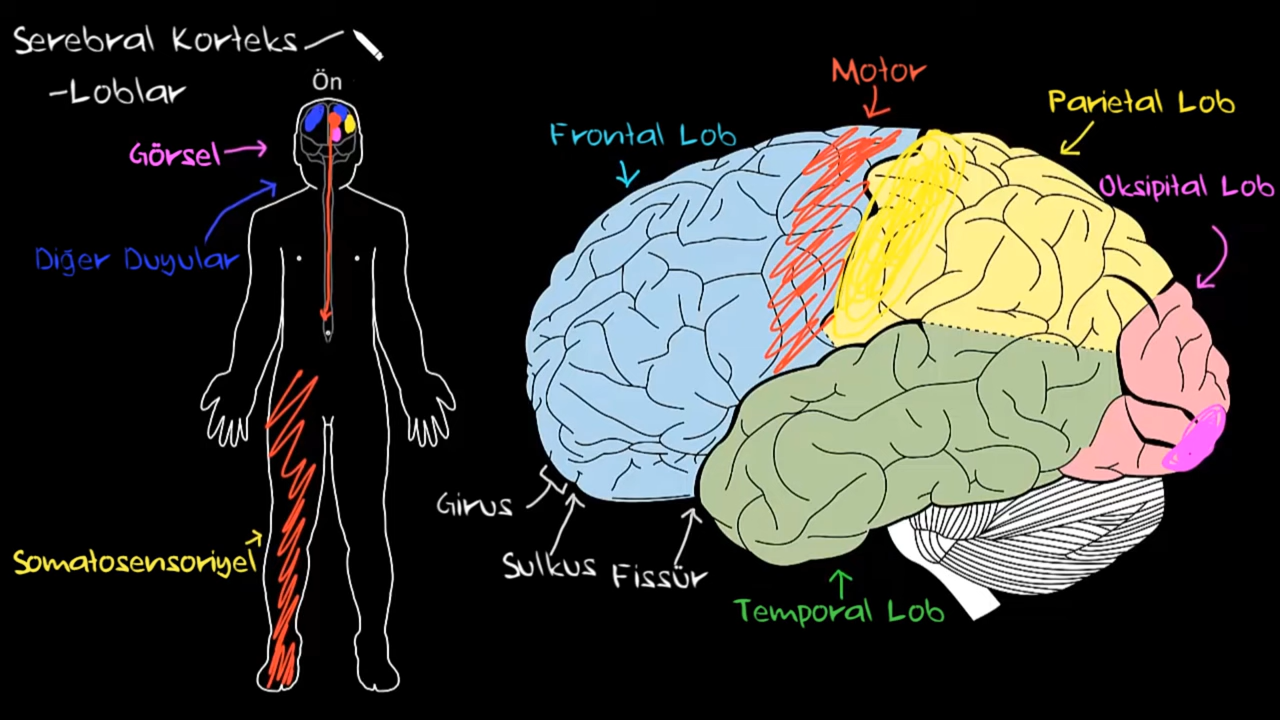 Serebral Korteks
-Loblar
Ön
Görsel
Diğer Duyular
Somatosensoriyel
Motor
Frontal Lob
Parietal Lob
Oksipital Lob
Girus
Sulkus
Fissür
Temporal Lob